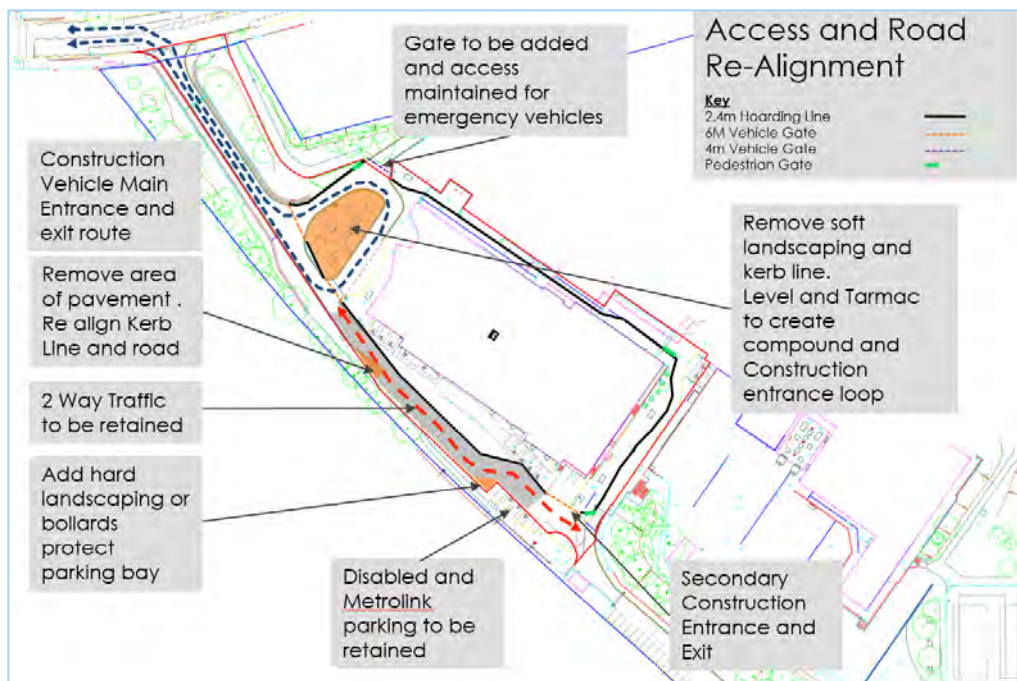 Access and Road
Re-Alignment
Key
2.4m Hoarding Line
6M Vehicle Gate
4m Vehicle Gate
Pedestrian Gate
Gate to be added
and access
maintained for
emergency vehicles
Construction
Vehicle Main
Entrance and
exit route
Remove area
of pavement .
Re align Kerb
Line and road
2 Way Traffic
to be retained
Add hard
landscaping or
bollards
protect
parking bay
Disabled and
Metrolink
parking to be
retained
Remove soft
landscaping and
kerb line.
Level and Tarmac
to create
compound and
Construction
entrance loop
Secondary
Construction
Entrance and
Exit